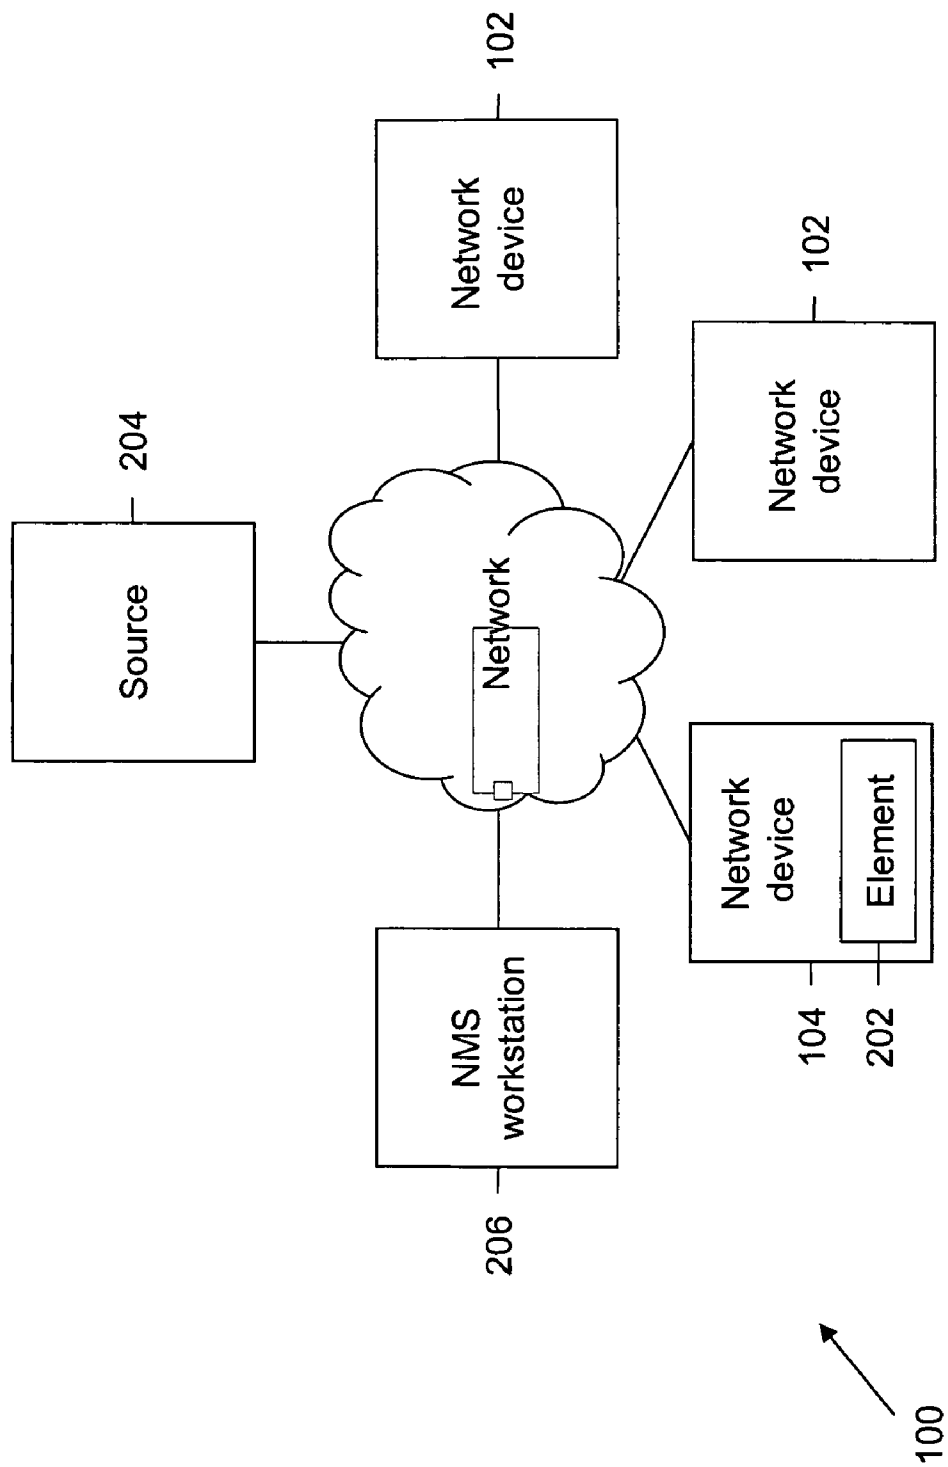 204
Source
206
NMS
workstation
Network
Network
device
102
104
Network
device
202
Element
Network
device
102
100